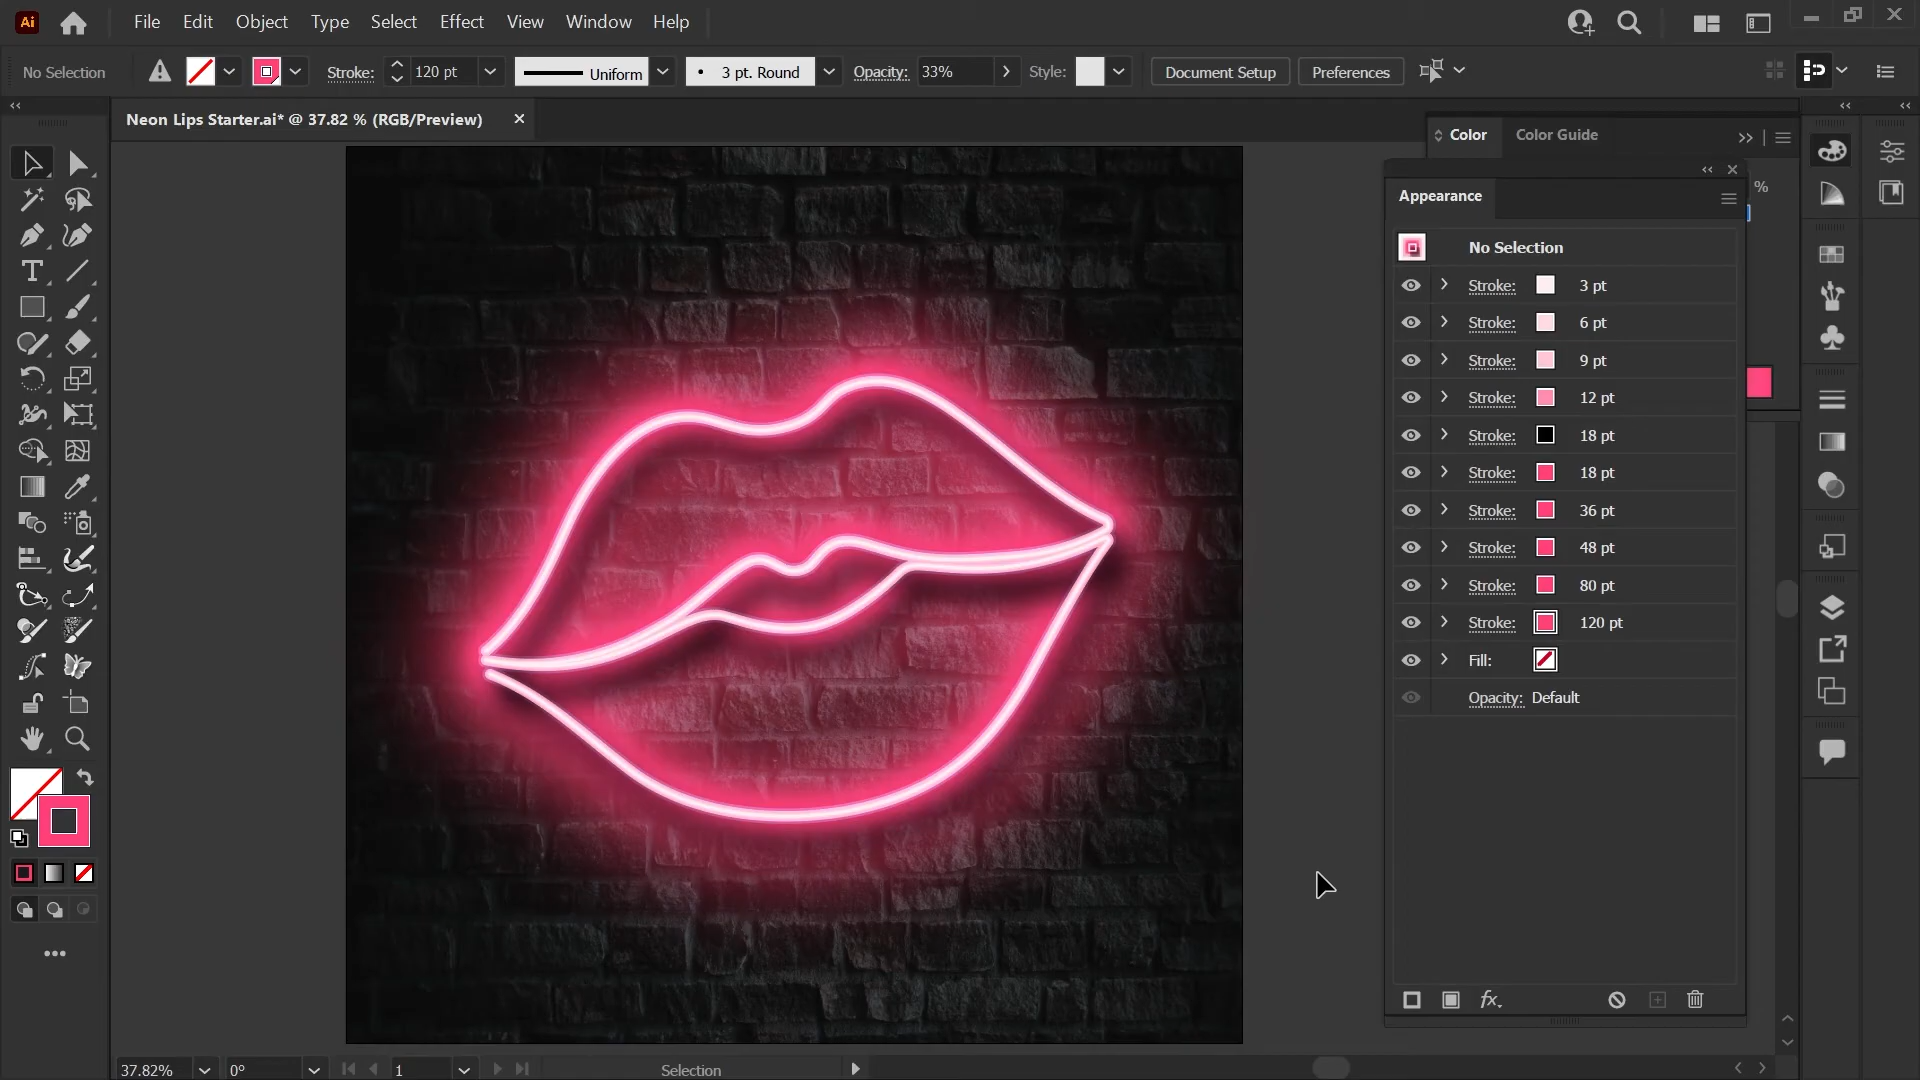 Ai File Edit Object Type Select Effect View Window Help
No Selection Stroke: 120 pt Uniform 3 pt. Round Opacity: 33% Style: Document Setup Preferences
Neon Lips Starter.ai* @ 37.82 % (RGB/Preview)
Color Color Guide
%
Appearance
No Selection
Stroke: 3 pt
Stroke: 6 pt
Stroke: 9 pt
Stroke: 12 pt
Stroke: 18 pt
Stroke: 18 pt
Stroke: 36 pt
Stroke: 48 pt
Stroke: 80 pt
Stroke: 120 pt
Fill:
Opacity: Default
fx
37.82% 0° 1 Selection